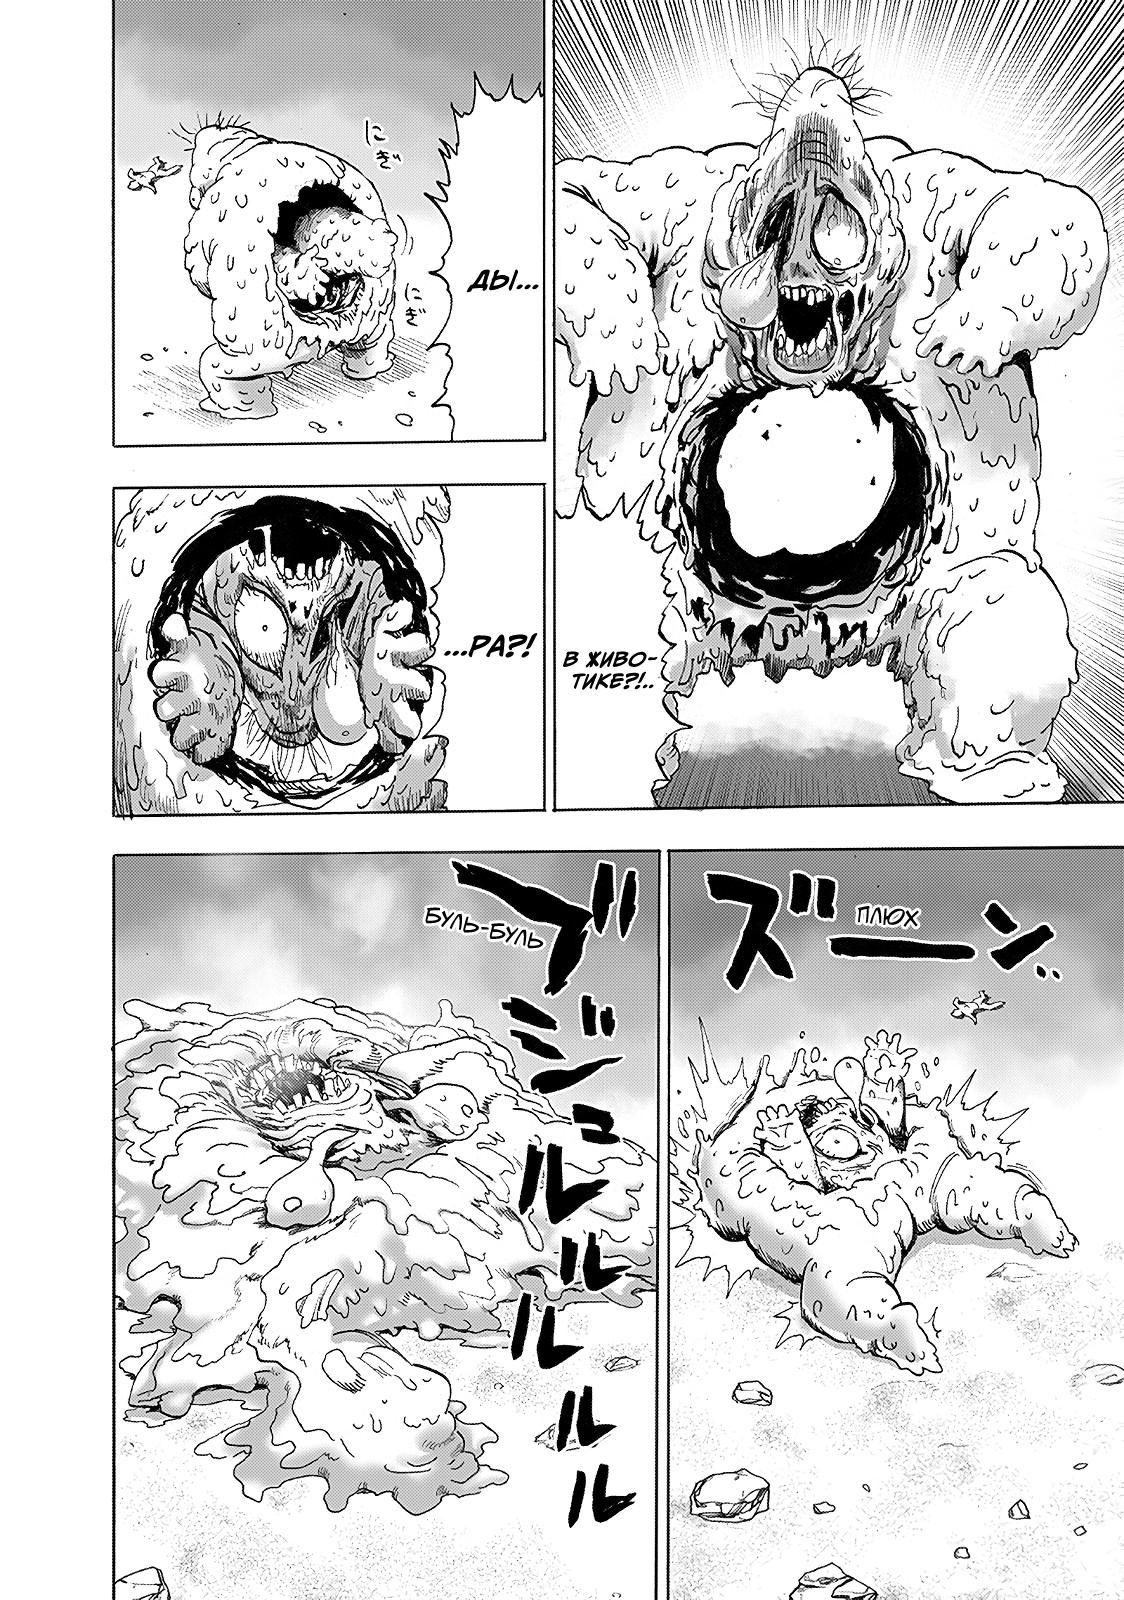 В ЖИВО-
ТИКЕ?!..
ДЫ...
にぎ
にぎ
...РА?!
ズーン..
ПЛЮХ
ブジュルルルルル
БУЛЬ-БУЛЬ